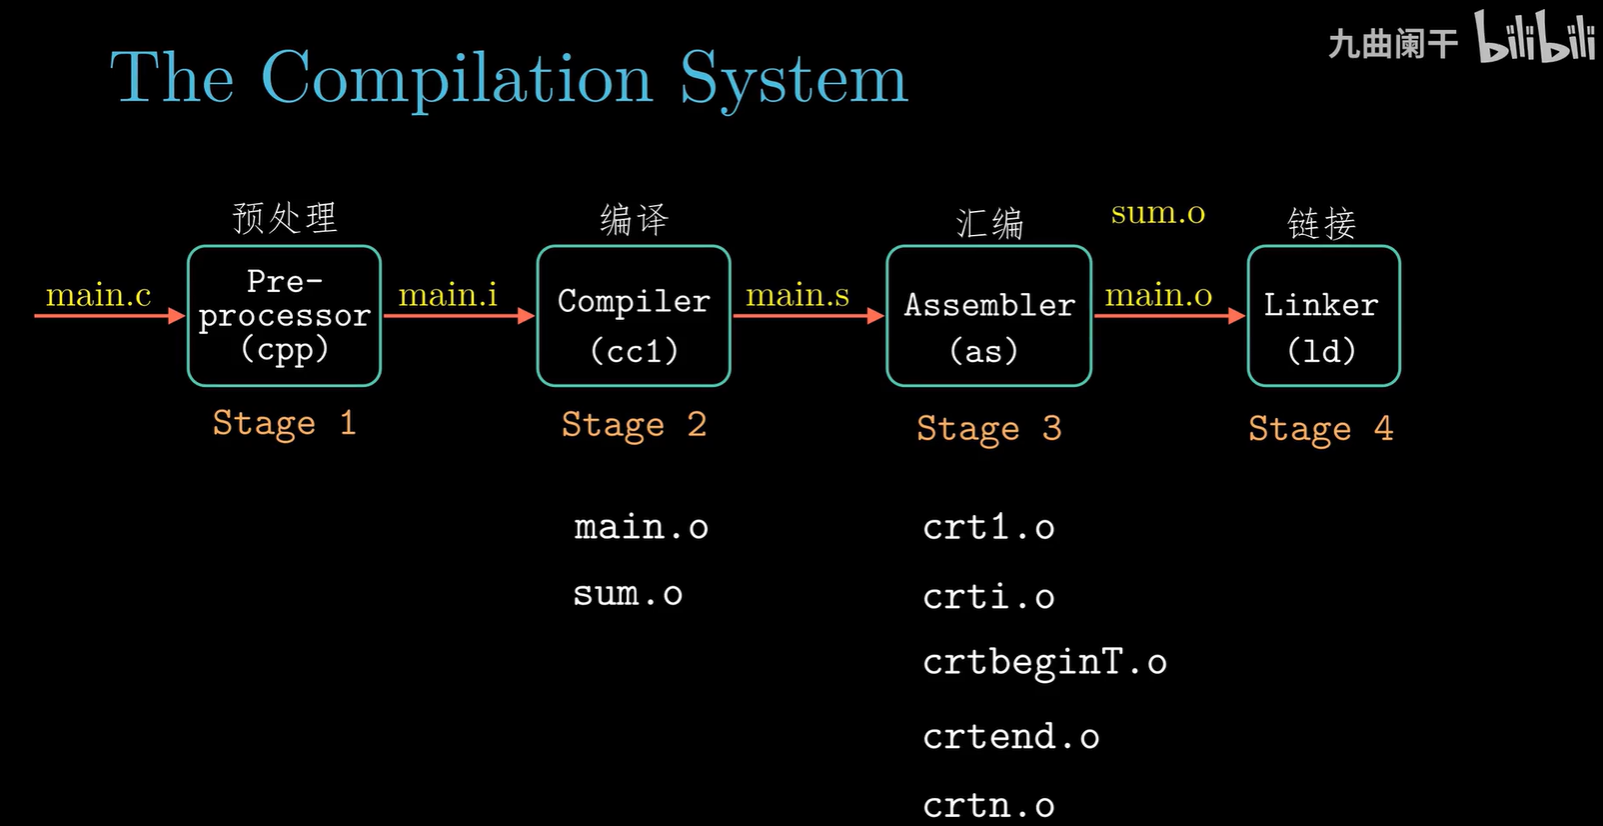 九曲阑干 bilibili
The Compilation System
预处理
编译
汇编
sum.o
链接
main.c
Pre-
processor
(cpp)
main.i
Compiler
(cc1)
main.s
Assembler
(as)
main.o
Linker
(ld)
Stage 1
Stage 2
Stage 3
Stage 4
main.o
sum.o
crt1.o
crti.o
crtbeginT.o
crtend.o
crtn.o